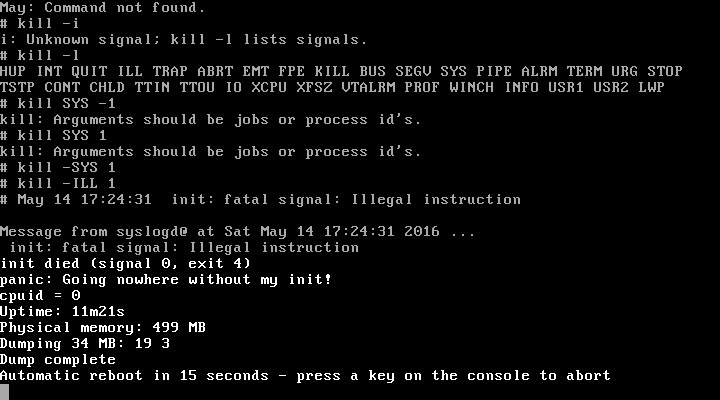 May: Command not found.
# kill -i
i: Unknown signal; kill -l lists signals.
# kill -l
HUP INT QUIT ILL TRAP ABRT EMT FPE KILL BUS SEGV SYS PIPE ALRM TERM URG STOP
TSTP CONT CHLD TTIN TTOU IO XCPU XFSZ VTALRM PROF WINCH INFO USR1 USR2 LWP
# kill SYS -1
kill: Arguments should be jobs or process id's.
# kill SYS 1
kill: Arguments should be jobs or process id's.
# kill -SYS 1
# kill -ILL 1
# May 14 17:24:31  init: fatal signal: Illegal instruction

Message from syslogd@ at Sat May 14 17:24:31 2016 ...
 init: fatal signal: Illegal instruction
init died (signal 0, exit 4)
panic: Going nowhere without my init!
cpuid = 0
Uptime: 11m21s
Physical memory: 499 MB
Dumping 34 MB: 19 3
Dump complete
Automatic reboot in 15 seconds - press a key on the console to abort